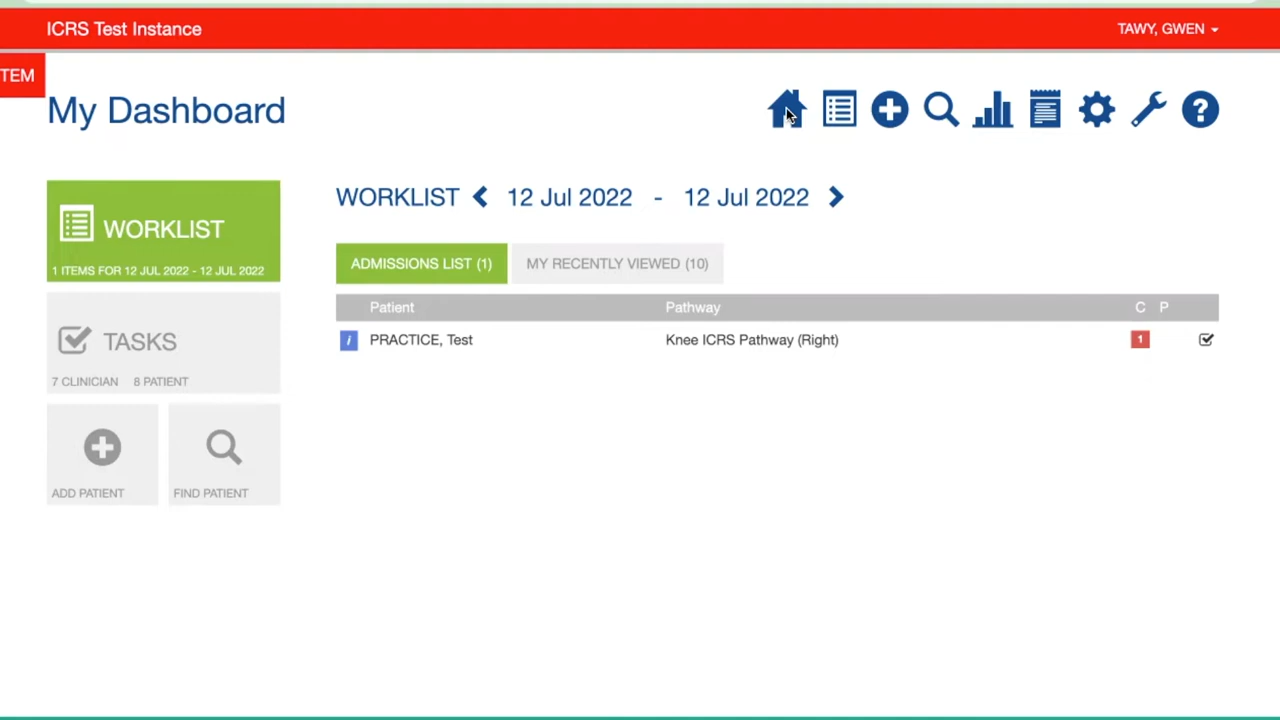 ICRS Test Instance
TAWY, GWEN
TEM
My Dashboard
WORKLIST
1 ITEMS FOR 12 JUL 2022 - 12 JUL 2022
TASKS
7 CLINICIAN 8 PATIENT
ADD PATIENT
FIND PATIENT
WORKLIST 12 Jul 2022 - 12 Jul 2022
ADMISSIONS LIST (1) MY RECENTLY VIEWED (10)
Patient Pathway C P
i PRACTICE, Test Knee ICRS Pathway (Right) 1